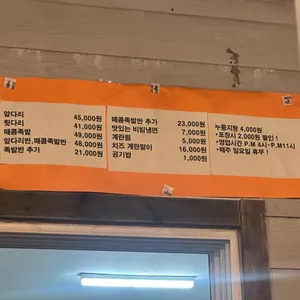 앞다리 45,000원
뒷다리 41,000원
매콤족발 49,000원
앞다리반,매콤족발반 48,000원
족발반 추가 21,000원
매콤족발반 추가 23,000원
맛있는 비빔냉면 7,000원
계란찜 5,000원
치즈 계란말이 16,000원
공기밥 1,000원
누룽지탕 4,000원
•포장시 2,000원 할인!
•영업시간 P.M 4시~P.M11시
•매주 일요일 휴무!